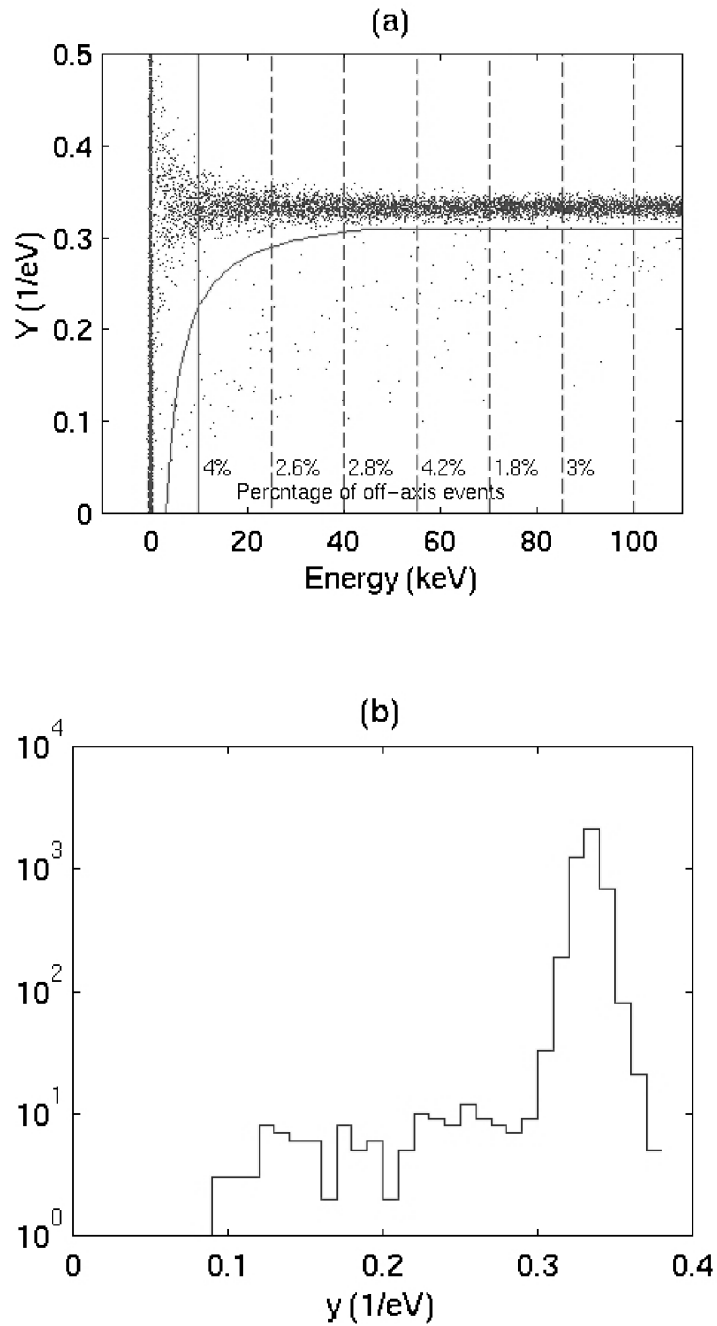 (a)
0.5
0.4
0.3
0.2
0.1
0
Y (1/eV)
4% 2.6% 2.8% 4.2% 1.8% 3%
Percntage of off-axis events
0 20 40 60 80 100
Energy (keV)
(b)
10^4
10^3
10^2
10^1
10^0
0 0.1 0.2 0.3 0.4
y (1/eV)